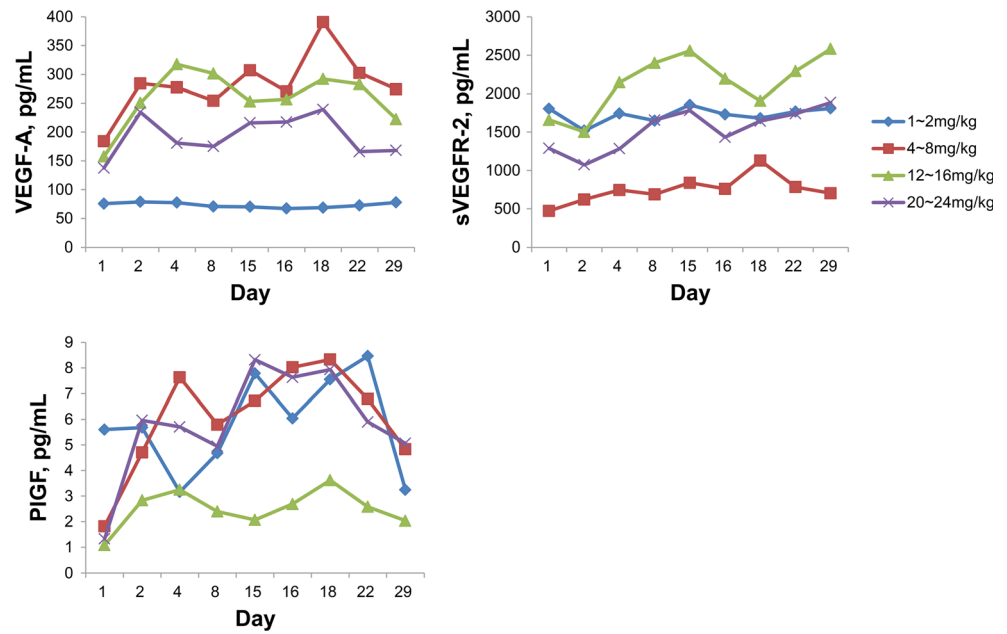 VEGF-A, pg/mL
400
350
300
250
200
150
100
50
0
1 2 4 8 15 16 18 22 29
Day
sVEGFR-2, pg/mL
3000
2500
2000
1500
1000
500
0
1 2 4 8 15 16 18 22 29
Day
1~2mg/kg
4~8mg/kg
12~16mg/kg
20~24mg/kg
PlGF, pg/mL
9
8
7
6
5
4
3
2
1
0
1 2 4 8 15 16 18 22 29
Day